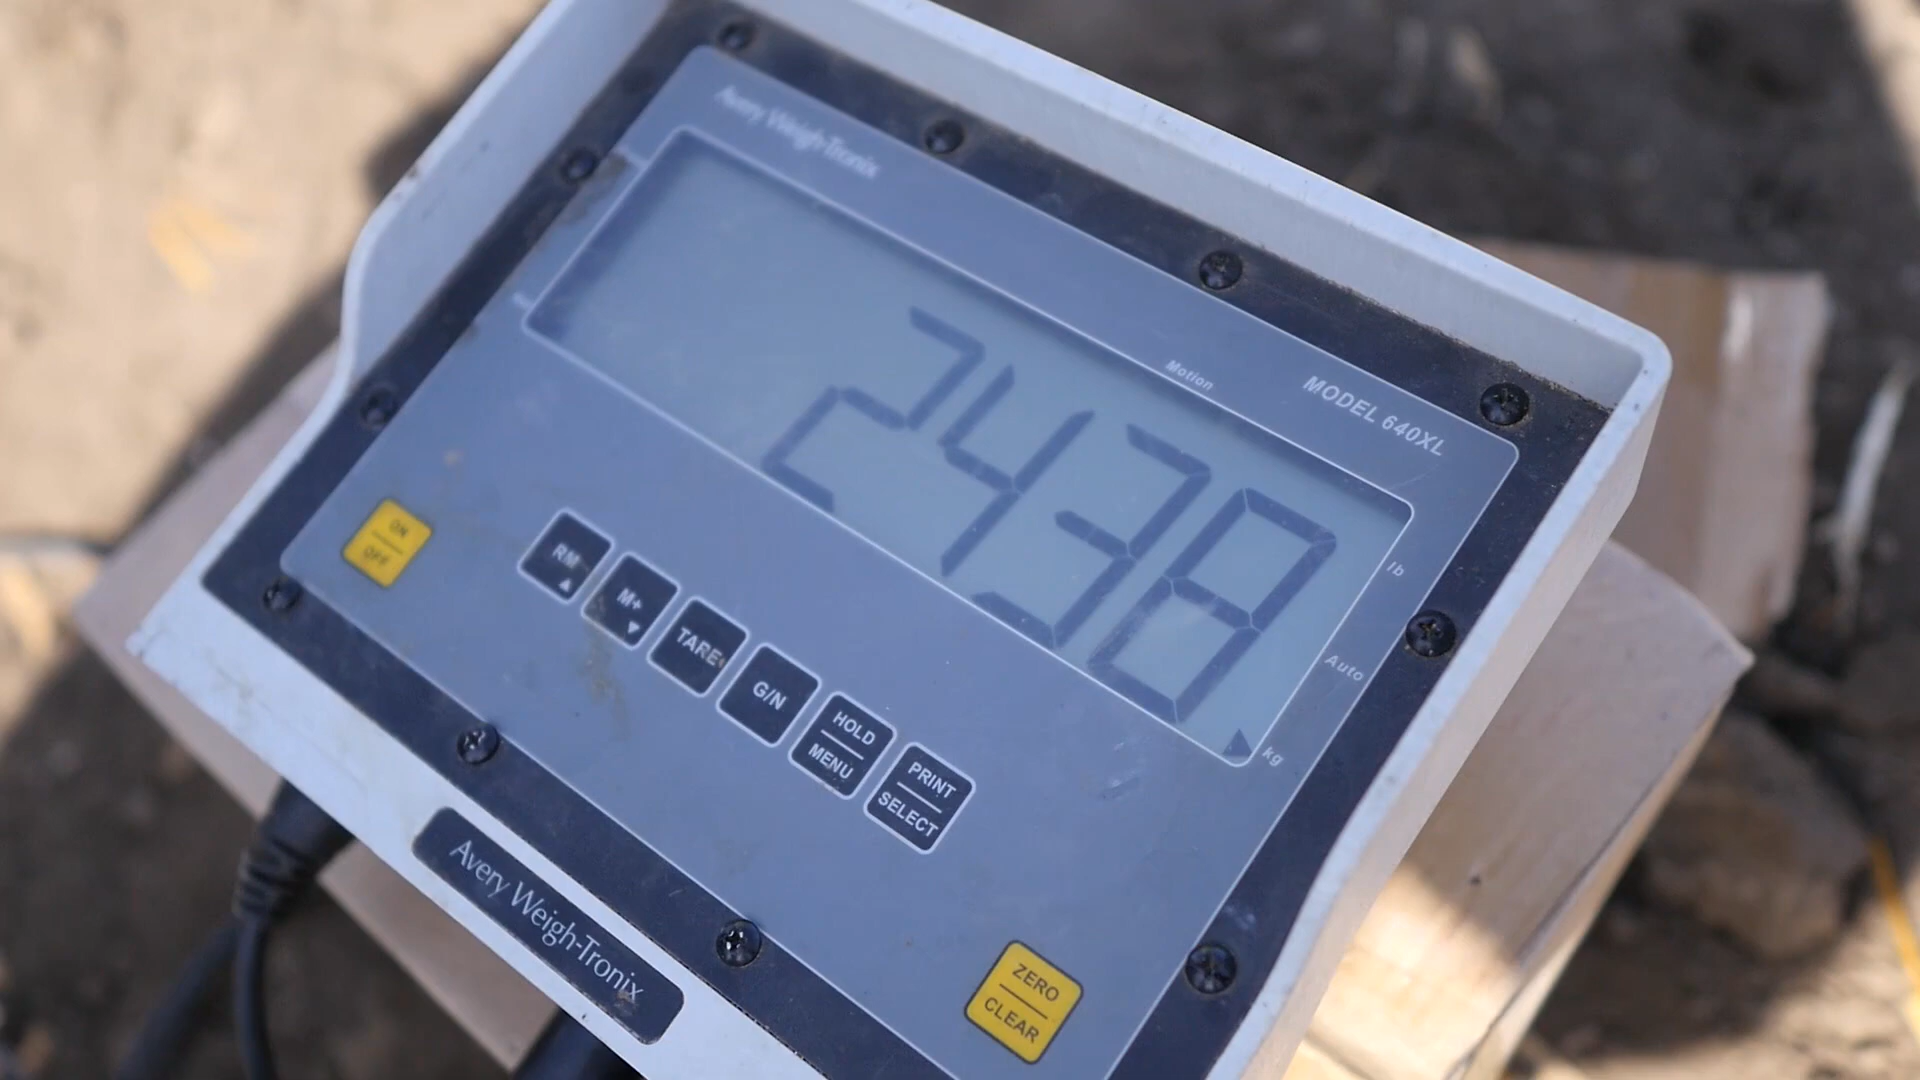 Avery Weigh-Tronix
Motion
MODEL 640XL
2438
lb
Auto
kg
ON
OFF
RM
M+
TARE
G/N
HOLD
MENU
PRINT
SELECT
ZERO
CLEAR
Avery Weigh-Tronix